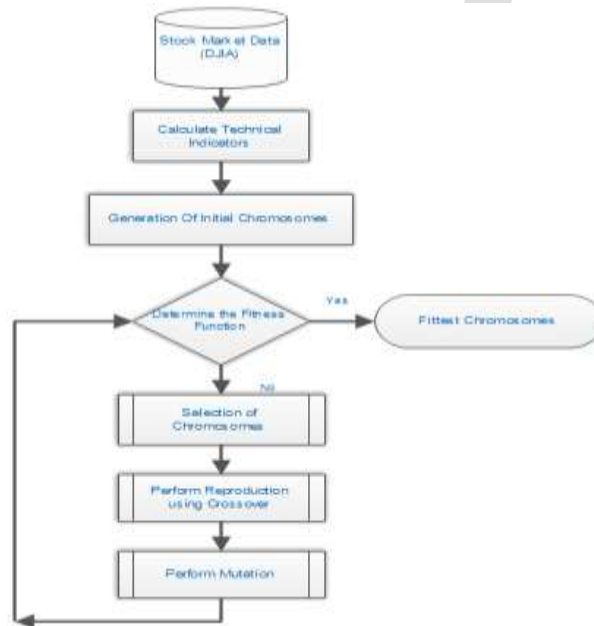 Stock Market Data
(DJIA)
Calculate Technical
Indicators
Generation Of Initial Chromosomes
Determine the Fitness
Function
Yes
Fittest Chromosomes
No
Selection of
Chromosomes
Perform Reproduction
using Crossover
Perform Mutation